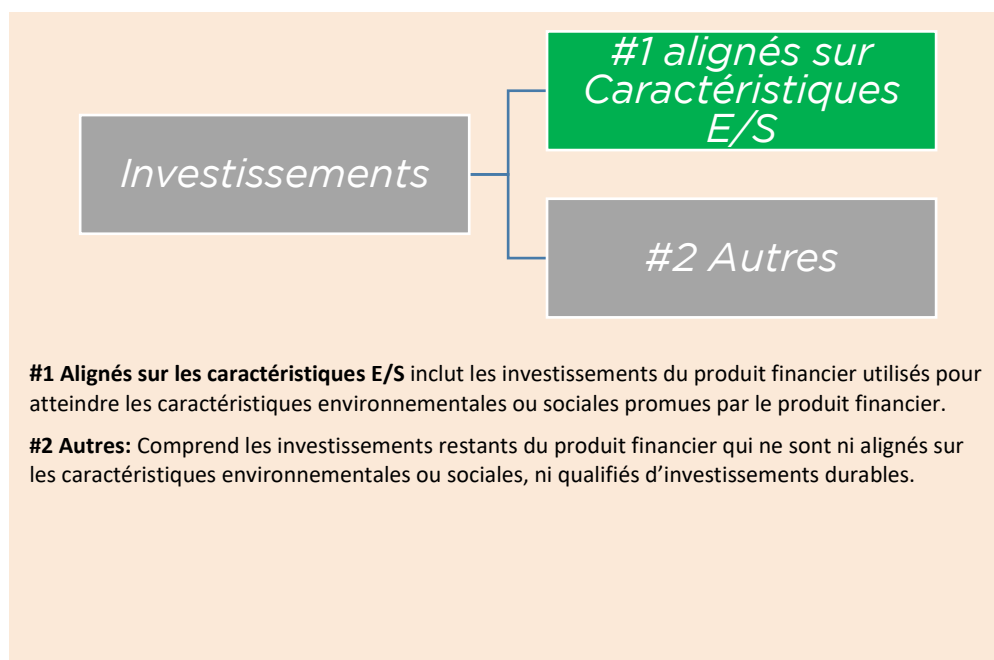 #1 alignés sur
Caractéristiques
E/S
Investissements
#2 Autres
#1 Alignés sur les caractéristiques E/S inclut les investissements du produit financier utilisés pour
atteindre les caractéristiques environnementales ou sociales promues par le produit financier.
#2 Autres: Comprend les investissements restants du produit financier qui ne sont ni alignés sur
les caractéristiques environnementales ou sociales, ni qualifiés d’investissements durables.